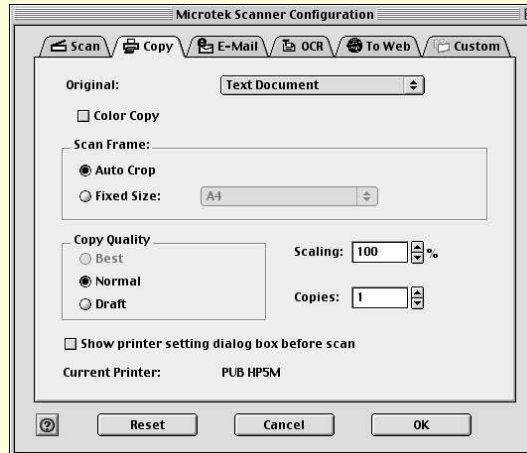 Microtek Scanner Configuration
Scan Copy E-Mail OCR To Web Custom
Original: Text Document
Color Copy
Scan Frame:
Auto Crop
Fixed Size: A4
Copy Quality
Best
Normal
Draft
Scaling: 100 %
Copies: 1
Show printer setting dialog box before scan
Current Printer: PUB HP5M
? Reset Cancel OK